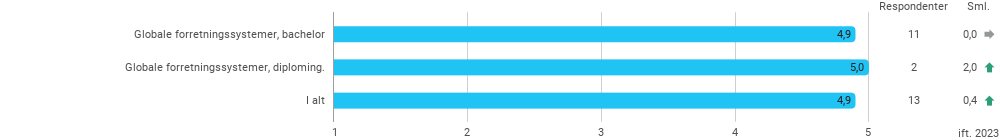 Respondenter Sml.
Globale forretningssystemer, bachelor 4,9 11 0,0
Globale forretningssystemer, diploming. 5,0 2 2,0
I alt 4,9 13 0,4
1 2 3 4 5 ift. 2023